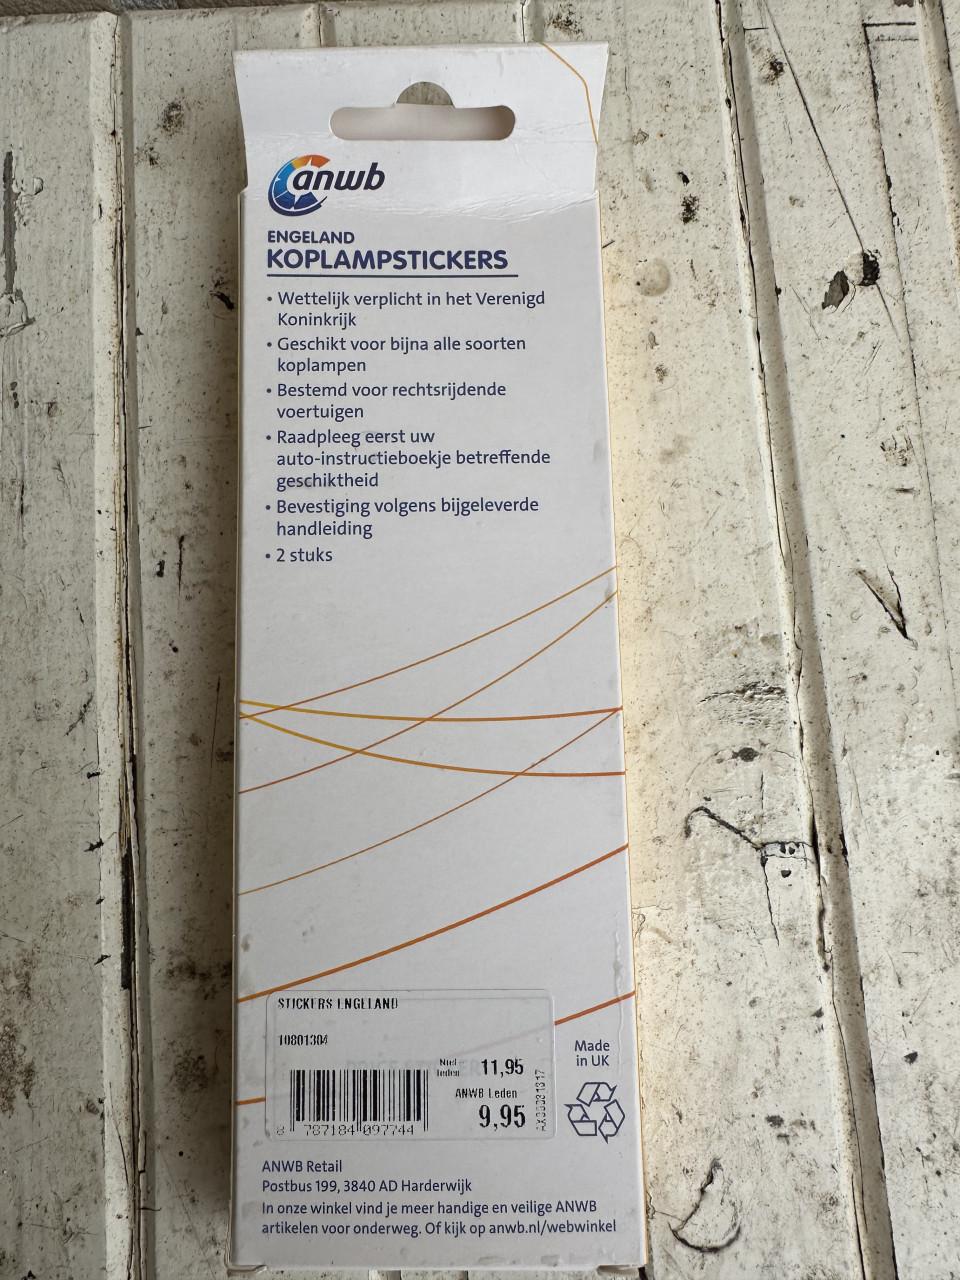 anwb
ENGELAND
KOPLAMPSTICKERS
• Wettelijk verplicht in het Verenigd
Koninkrijk
• Geschikt voor bijna alle soorten
koplampen
• Bestemd voor rechtsrijdende
voertuigen
• Raadpleeg eerst uw
auto-instructieboekje betreffende
geschiktheid
• Bevestiging volgens bijgeleverde
handleiding
• 2 stuks
STICKERS ENGELAND
10801304
Niet
leden 11,95
ANWB Leden
9,95
8 787184 097744
Made
in UK
ANWB Retail
Postbus 199, 3840 AD Harderwijk
In onze winkel vind je meer handige en veilige ANWB
artikelen voor onderweg. Of kijk op anwb.nl/webwinkel